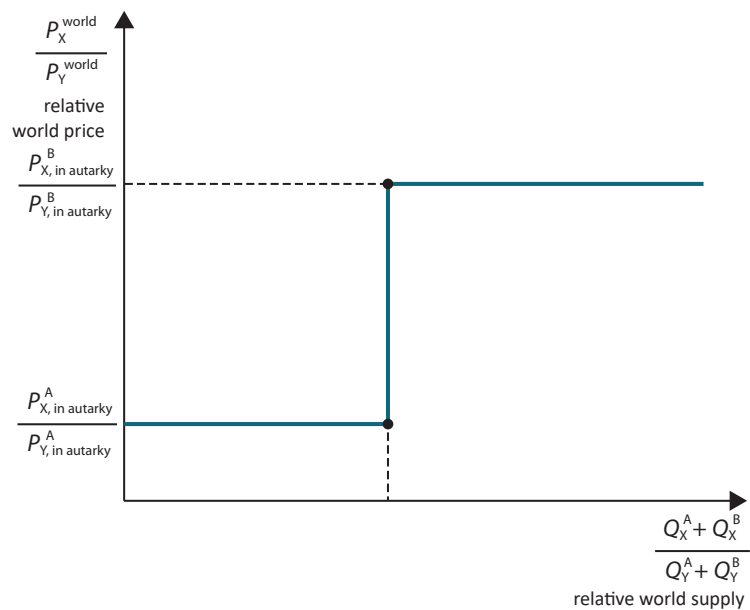 P_X^world
P_Y^world
relative
world price
P_X, in autarky^B
P_Y, in autarky^B
P_X, in autarky^A
P_Y, in autarky^A
Q_X^A + Q_X^B
Q_Y^A + Q_Y^B
relative world supply